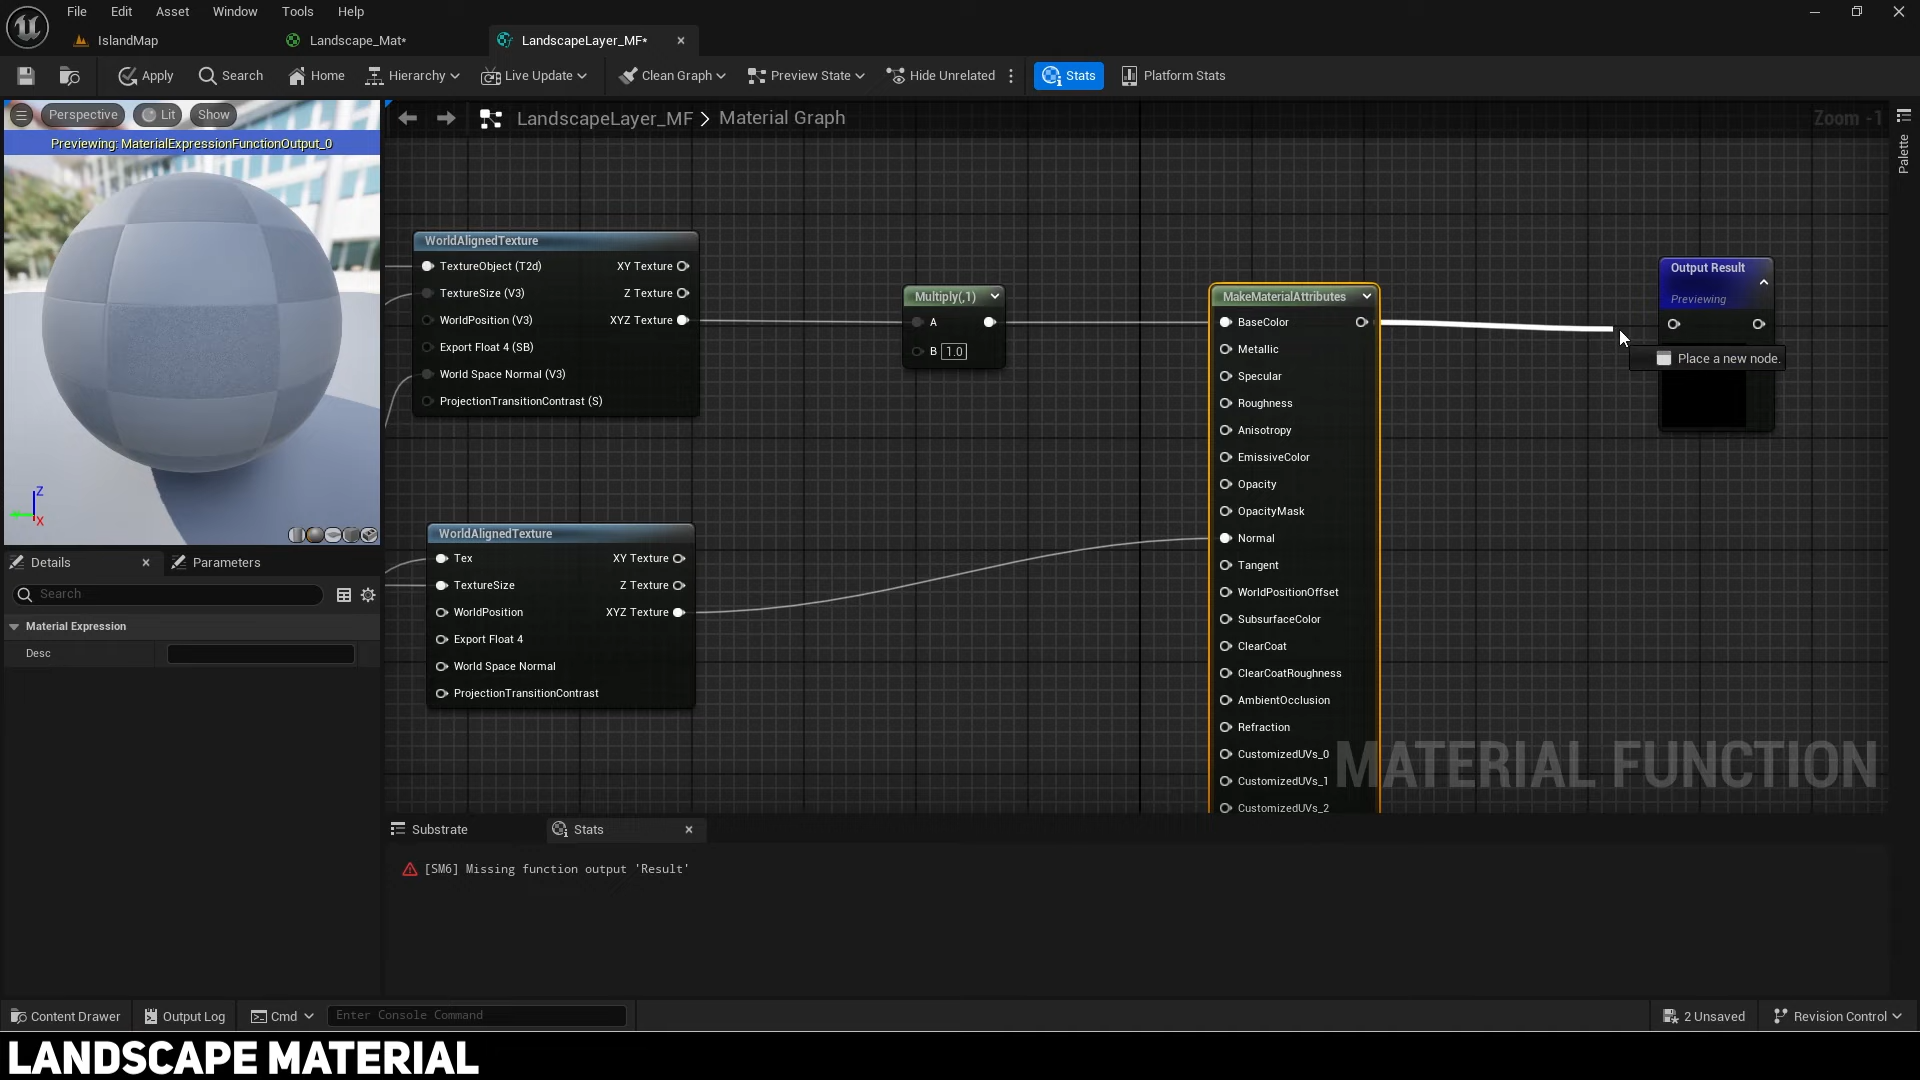 File Edit Asset Window Tools Help
IslandMap Landscape_Mat* LandscapeLayer_MF*
Apply Search Home Hierarchy Live Update Clean Graph Preview State Hide Unrelated Stats Platform Stats
Perspective Lit Show
Previewing: MaterialExpressionFunctionOutput_0
Z
X
Details Parameters
Search
Material Expression
Desc
LandscapeLayer_MF > Material Graph
Zoom -1
Palette
WorldAlignedTexture
TextureObject (T2d) XY Texture
TextureSize (V3) Z Texture
WorldPosition (V3) XYZ Texture
Export Float 4 (SB)
World Space Normal (V3)
ProjectionTransitionContrast (S)
Multiply(,1)
A
B 1.0
MakeMaterialAttributes
BaseColor
Metallic
Specular
Roughness
Anisotropy
EmissiveColor
Opacity
OpacityMask
Normal
Tangent
WorldPositionOffset
SubsurfaceColor
ClearCoat
ClearCoatRoughness
AmbientOcclusion
Refraction
CustomizedUVs_0
CustomizedUVs_1
CustomizedUVs_2
Output Result
Previewing
Place a new node.
WorldAlignedTexture
Tex XY Texture
TextureSize Z Texture
WorldPosition XYZ Texture
Export Float 4
World Space Normal
ProjectionTransitionContrast
MATERIAL FUNCTION
Substrate Stats
[SM6] Missing function output 'Result'
Content Drawer Output Log Cmd Enter Console Command 2 Unsaved Revision Control
LANDSCAPE MATERIAL